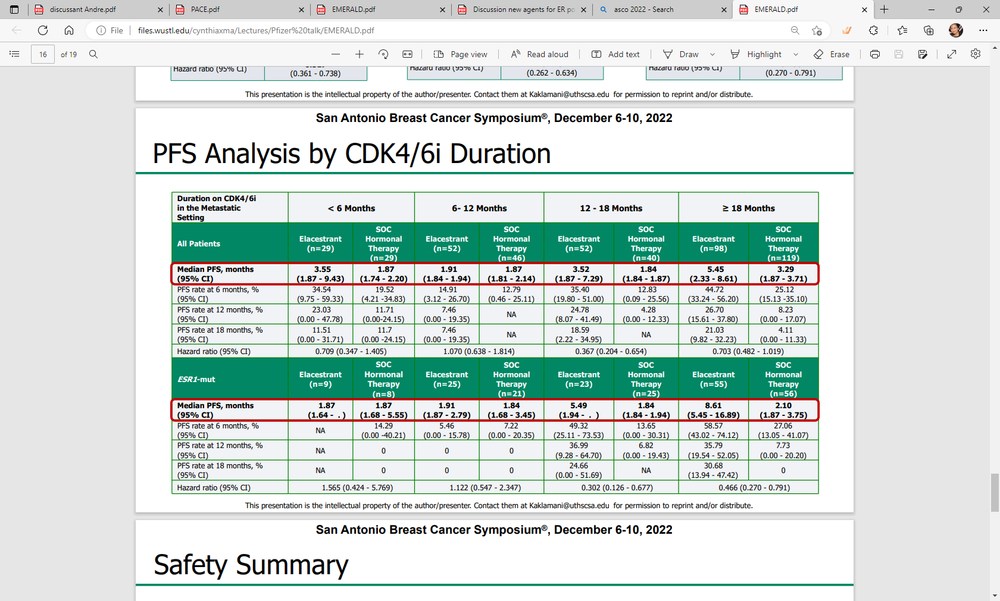 discussant Andre.pdf
PACE.pdf
EMERALD.pdf
Discussion new agents for ER po
asco 2022 - Search
EMERALD.pdf
File
files.wustl.edu/cynthiaxma/Lectures/Pfizer%20talk/EMERALD.pdf
16 of 19
Page view
Read aloud
Add text
Draw
Highlight
Erase
Hazard ratio (95% CI) (0.361 - 0.738) Hazard ratio (95% CI) (0.262 - 0.634) Hazard ratio (95% CI) (0.270 - 0.791)
This presentation is the intellectual property of the author/presenter. Contact them at Kaklamani@uthscsa.edu for permission to reprint and/or distribute.
San Antonio Breast Cancer Symposium®, December 6-10, 2022
PFS Analysis by CDK4/6i Duration
Duration on CDK4/6i
in the Metastatic
Setting
< 6 Months 6- 12 Months 12 - 18 Months ≥ 18 Months
All Patients
Elacestrant
(n=29)
SOC
Hormonal
Therapy
(n=29)
Elacestrant
(n=52)
SOC
Hormonal
Therapy
(n=46)
Elacestrant
(n=52)
SOC
Hormonal
Therapy
(n=40)
Elacestrant
(n=98)
SOC
Hormonal
Therapy
(n=119)
Median PFS, months 3.55 1.87 1.91 1.87 3.52 1.84 5.45 3.29
(95% CI) (1.87 - 9.43) (1.74 - 2.20) (1.84 - 1.94) (1.81 - 2.14) (1.87 - 7.29) (1.84 - 1.87) (2.33 - 8.61) (1.87 - 3.71)
PFS rate at 6 months, % 34.54 19.52 14.91 12.79 35.40 12.83 44.72 25.12
(95% CI) (9.75 - 59.33) (4.21 -34.83) (3.12 - 26.70) (0.46 - 25.11) (19.80 - 51.00) (0.09 - 25.56) (33.24 - 56.20) (15.13 -35.10)
PFS rate at 12 months, % 23.03 11.71 7.46 NA 24.78 4.28 26.70 8.23
(95% CI) (0.00 - 47.78) (0.00-24.15) (0.00 - 19.35) (8.07 - 41.49) (0.00 - 12.33) (15.61 - 37.80) (0.00 - 17.07)
PFS rate at 18 months, % 11.51 11.7 7.46 NA 18.59 NA 21.03 4.11
(95% CI) (0.00 - 31.71) (0.00 -24.15) (0.00 - 19.35) (2.22 - 34.95) (9.82 - 32.23) (0.00 - 11.33)
Hazard ratio (95% CI) 0.709 (0.347 - 1.405) 1.070 (0.638 - 1.814) 0.367 (0.204 - 0.654) 0.703 (0.482 - 1.019)
ESR1-mut
Elacestrant
(n=9)
SOC
Hormonal
Therapy
(n=8)
Elacestrant
(n=25)
SOC
Hormonal
Therapy
(n=21)
Elacestrant
(n=23)
SOC
Hormonal
Therapy
(n=25)
Elacestrant
(n=55)
SOC
Hormonal
Therapy
(n=56)
Median PFS, months 1.87 1.87 1.91 1.84 5.49 1.84 8.61 2.10
(95% CI) (1.64 - . ) (1.68 - 5.55) (1.87 - 2.79) (1.68 - 3.45) (1.94 - . ) (1.84 - 1.94) (5.45 - 16.89) (1.87 - 3.75)
PFS rate at 6 months, % NA 14.29 5.46 7.22 49.32 13.65 58.57 27.06
(95% CI) (0.00 -40.21) (0.00 - 15.78) (0.00 - 20.35) (25.11 - 73.53) (0.00 - 30.31) (43.02 - 74.12) (13.05 - 41.07)
PFS rate at 12 months, % NA 0 0 0 36.99 6.82 35.79 7.73
(95% CI) (9.28 - 64.70) (0.00 - 19.43) (19.54 - 52.05) (0.00 - 20.20)
PFS rate at 18 months, % NA 0 0 0 24.66 NA 30.68 0
(95% CI) (0.00 - 51.69) (13.94 - 47.42)
Hazard ratio (95% CI) 1.565 (0.424 - 5.769) 1.122 (0.547 - 2.347) 0.302 (0.126 - 0.677) 0.466 (0.270 - 0.791)
This presentation is the intellectual property of the author/presenter. Contact them at Kaklamani@uthscsa.edu for permission to reprint and/or distribute.
San Antonio Breast Cancer Symposium®, December 6-10, 2022
Safety Summary